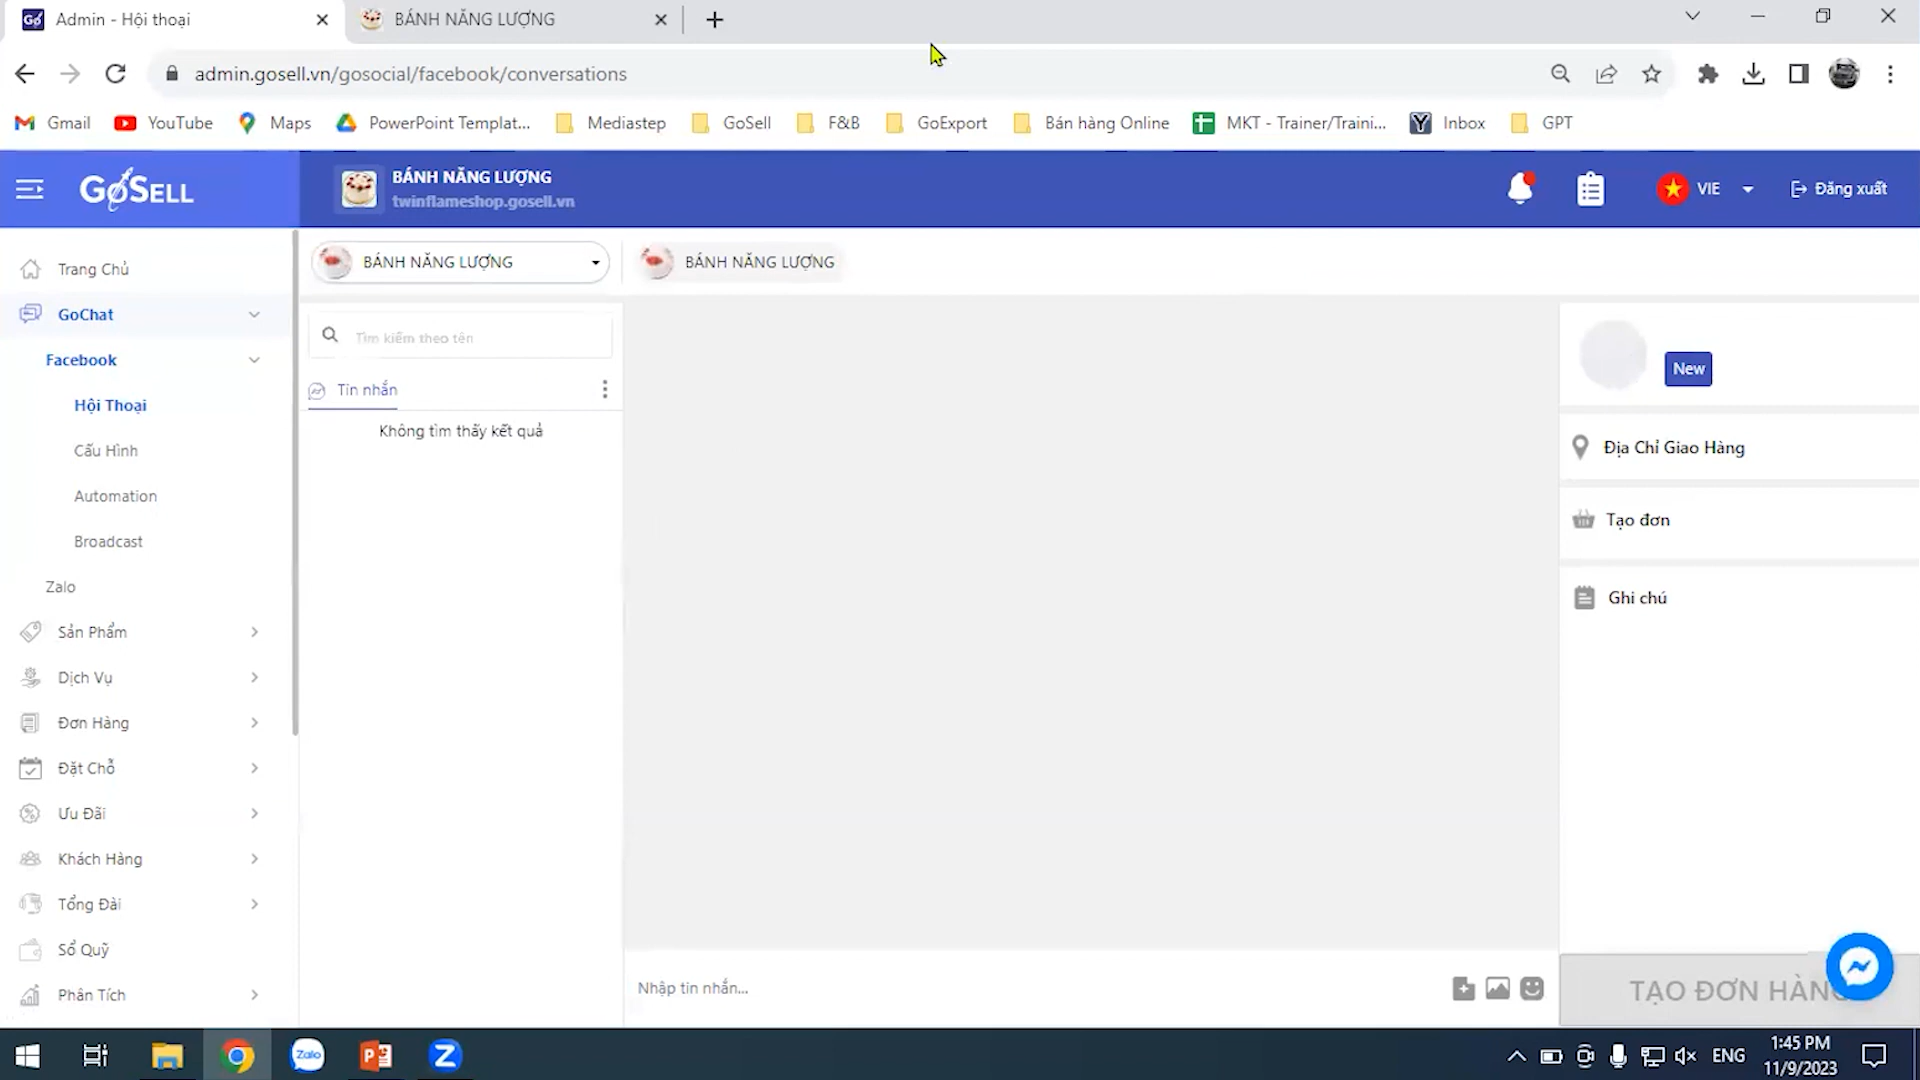 Admin - Hội thoại
BÁNH NĂNG LƯỢNG
admin.gosell.vn/gosocial/facebook/conversations
Gmail
YouTube
Maps
PowerPoint Templat...
Mediastep
GoSell
F&B
GoExport
Bán hàng Online
MKT - Trainer/Traini...
Inbox
GPT
GOSELL
BÁNH NĂNG LƯỢNG
twinflameshop.gosell.vn
VIE
Đăng xuất
Trang Chủ
GoChat
Facebook
Hội Thoại
Cấu Hình
Automation
Broadcast
Zalo
Sản Phẩm
Dịch Vụ
Đơn Hàng
Đặt Chỗ
Ưu Đãi
Khách Hàng
Tổng Đài
Sổ Quỹ
Phân Tích
BÁNH NĂNG LƯỢNG
BÁNH NĂNG LƯỢNG
Tìm kiếm theo tên
Tin nhắn
Không tìm thấy kết quả
Nhập tin nhắn...
New
Địa Chỉ Giao Hàng
Tạo đơn
Ghi chú
TẠO ĐƠN HÀNG
Zalo
ENG
1:45 PM
11/9/2023